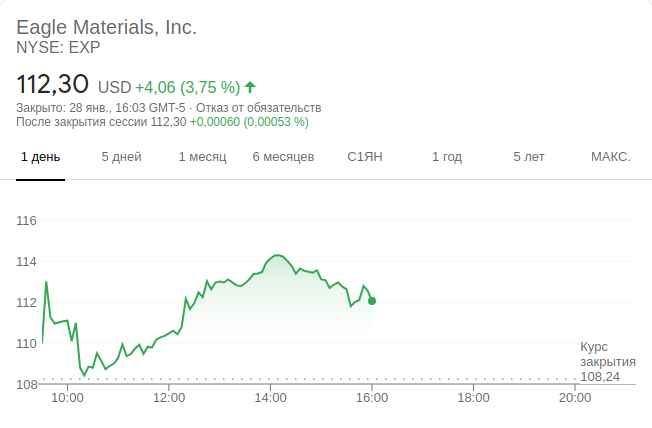 Eagle Materials, Inc.
NYSE: EXP
112,30 USD +4,06 (3,75 %)
Закрыто: 28 янв., 16:03 GMT-5 · Отказ от обязательств
После закрытия сессии 112,30 +0,00060 (0,00053 %)
1 день 5 дней 1 месяц 6 месяцев С1ЯН 1 год 5 лет МАКС.
116
114
112
110
Курс
закрытия
108,24
108
10:00 12:00 14:00 16:00 18:00 20:00